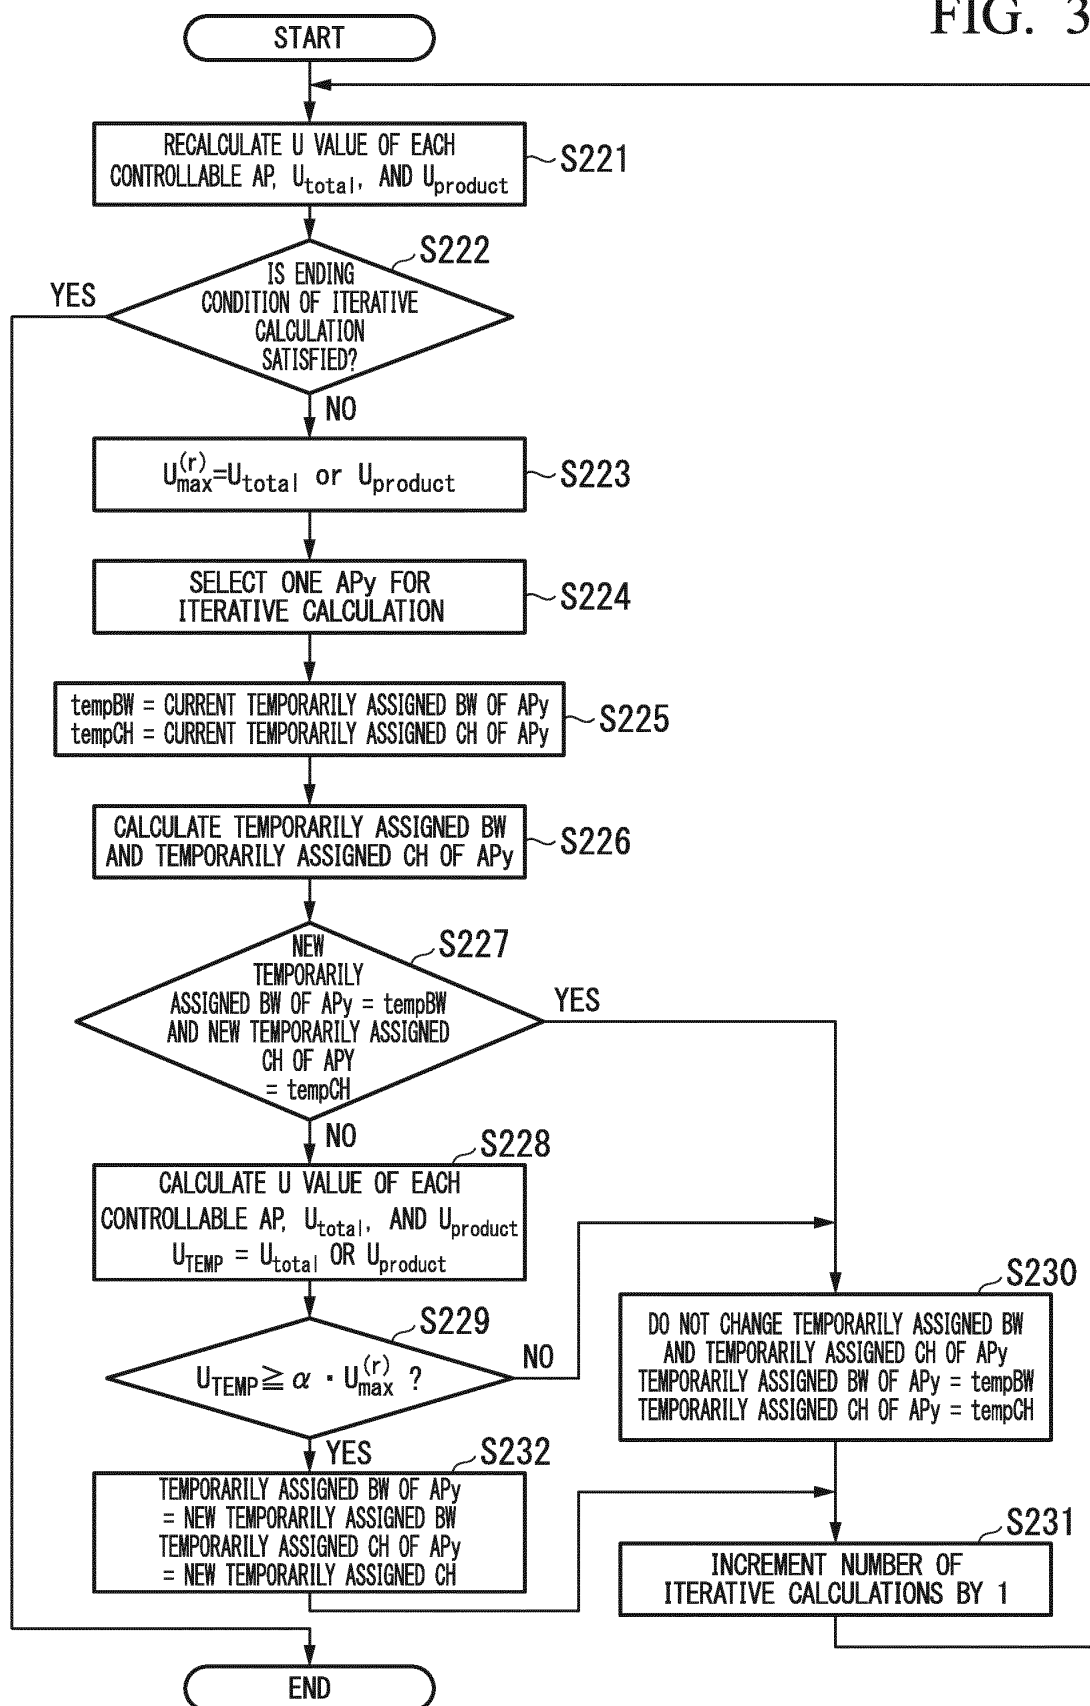 FIG. 3
START
RECALCULATE U VALUE OF EACH
CONTROLLABLE AP, Utotal, AND Uproduct
S221
S222
IS ENDING
CONDITION OF ITERATIVE
CALCULATION
SATISFIED?
YES
NO
U(r)max=Utotal or Uproduct
S223
SELECT ONE APy FOR
ITERATIVE CALCULATION
S224
tempBW = CURRENT TEMPORARILY ASSIGNED BW OF APy
tempCH = CURRENT TEMPORARILY ASSIGNED CH OF APy
S225
CALCULATE TEMPORARILY ASSIGNED BW
AND TEMPORARILY ASSIGNED CH OF APy
S226
S227
NEW
TEMPORARILY
ASSIGNED BW OF APy = tempBW
AND NEW TEMPORARILY ASSIGNED
CH OF APY
= tempCH
YES
NO
S228
CALCULATE U VALUE OF EACH
CONTROLLABLE AP, Utotal, AND Uproduct
UTEMP = Utotal OR Uproduct
S229
UTEMP≧ α · U(r)max ?
NO
YES
S230
DO NOT CHANGE TEMPORARILY ASSIGNED BW
AND TEMPORARILY ASSIGNED CH OF APy
TEMPORARILY ASSIGNED BW OF APy = tempBW
TEMPORARILY ASSIGNED CH OF APy = tempCH
S232
TEMPORARILY ASSIGNED BW OF APy
= NEW TEMPORARILY ASSIGNED BW
TEMPORARILY ASSIGNED CH OF APy
= NEW TEMPORARILY ASSIGNED CH
S231
INCREMENT NUMBER OF
ITERATIVE CALCULATIONS BY 1
END